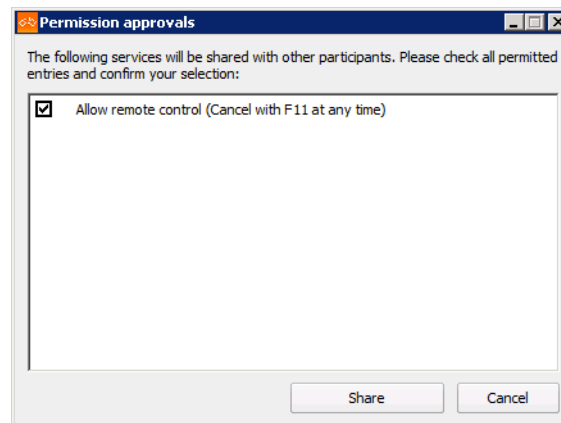 Permission approvals
The following services will be shared with other participants. Please check all permitted
entries and confirm your selection:
Allow remote control (Cancel with F11 at any time)
Share Cancel